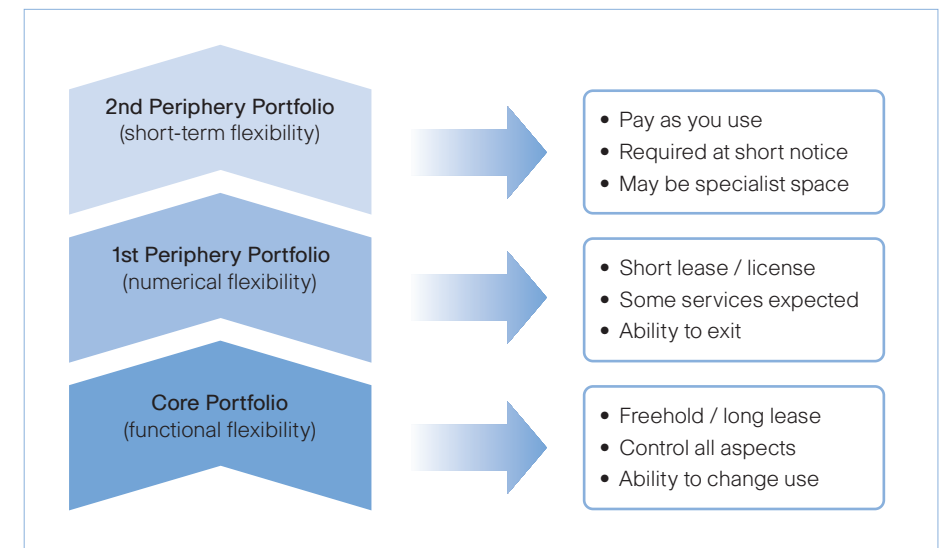 2nd Periphery Portfolio
(short-term flexibility)
• Pay as you use
• Required at short notice
• May be specialist space
1st Periphery Portfolio
(numerical flexibility)
• Short lease / license
• Some services expected
• Ability to exit
Core Portfolio
(functional flexibility)
• Freehold / long lease
• Control all aspects
• Ability to change use